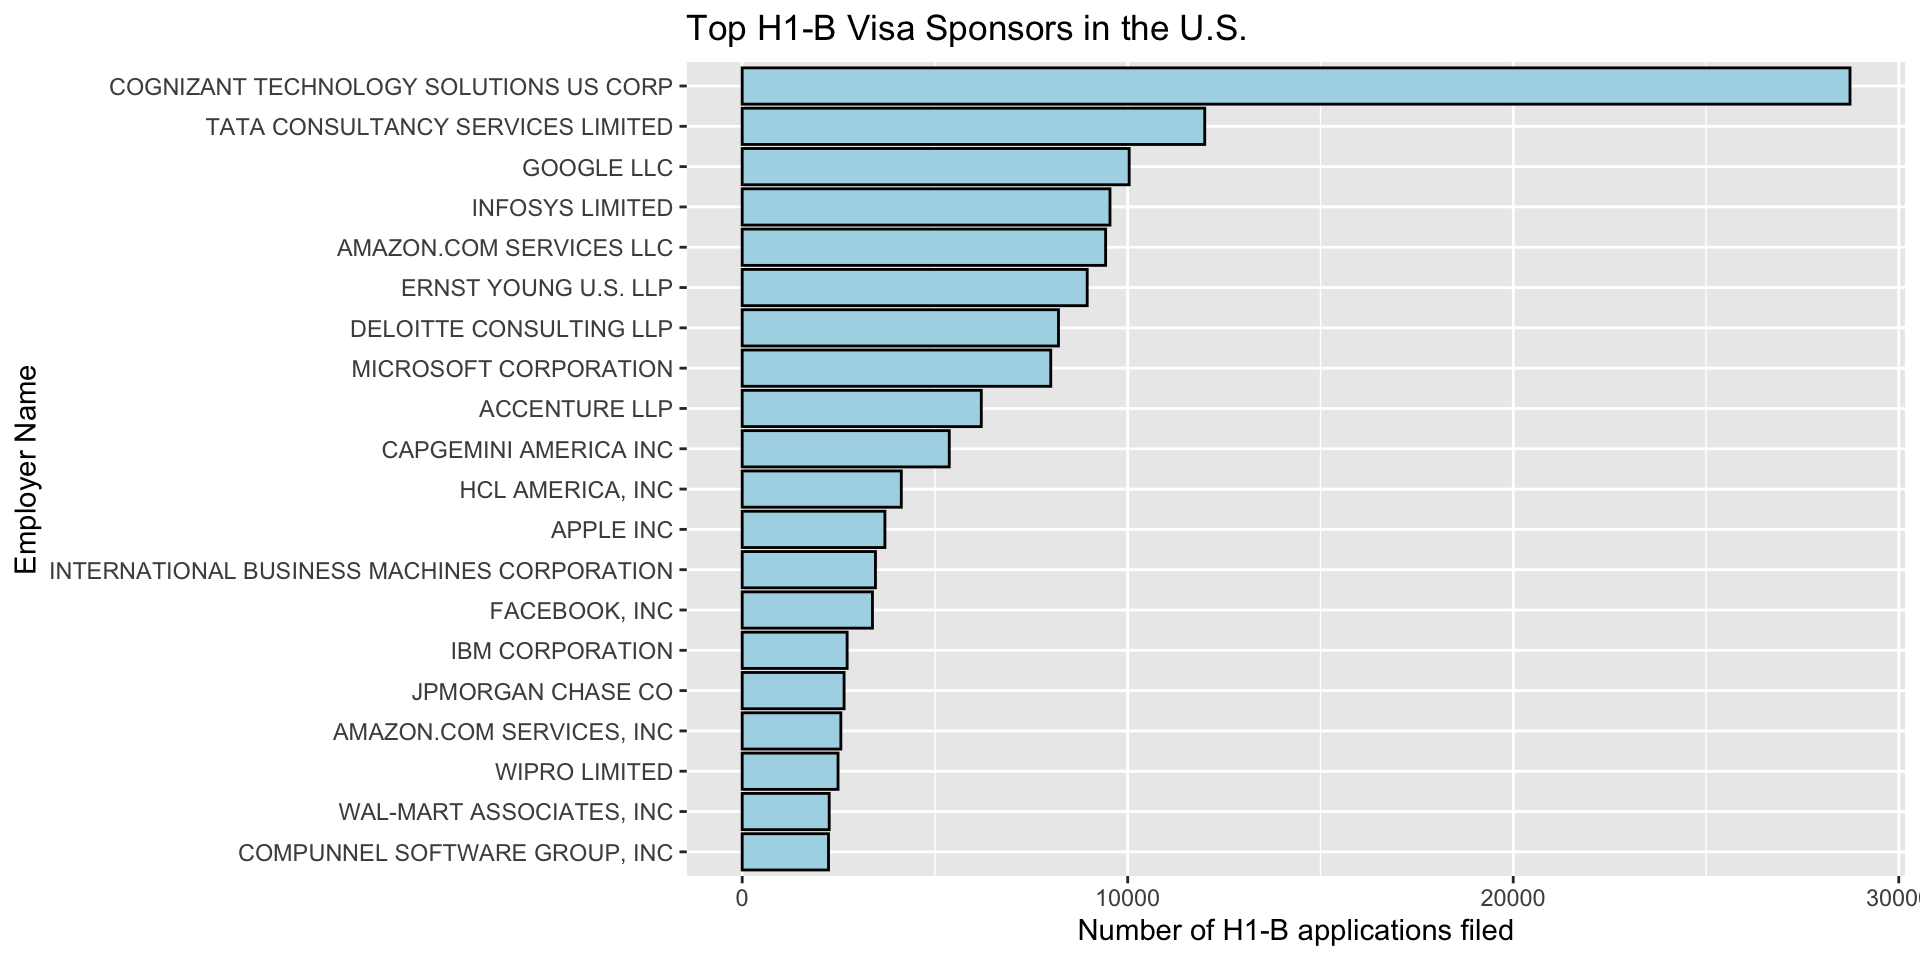 Top H1-B Visa Sponsors in the U.S.
Employer Name
COGNIZANT TECHNOLOGY SOLUTIONS US CORP
TATA CONSULTANCY SERVICES LIMITED
GOOGLE LLC
INFOSYS LIMITED
AMAZON.COM SERVICES LLC
ERNST YOUNG U.S. LLP
DELOITTE CONSULTING LLP
MICROSOFT CORPORATION
ACCENTURE LLP
CAPGEMINI AMERICA INC
HCL AMERICA, INC
APPLE INC
INTERNATIONAL BUSINESS MACHINES CORPORATION
FACEBOOK, INC
IBM CORPORATION
JPMORGAN CHASE CO
AMAZON.COM SERVICES, INC
WIPRO LIMITED
WAL-MART ASSOCIATES, INC
COMPUNNEL SOFTWARE GROUP, INC
0 10000 20000 30000
Number of H1-B applications filed